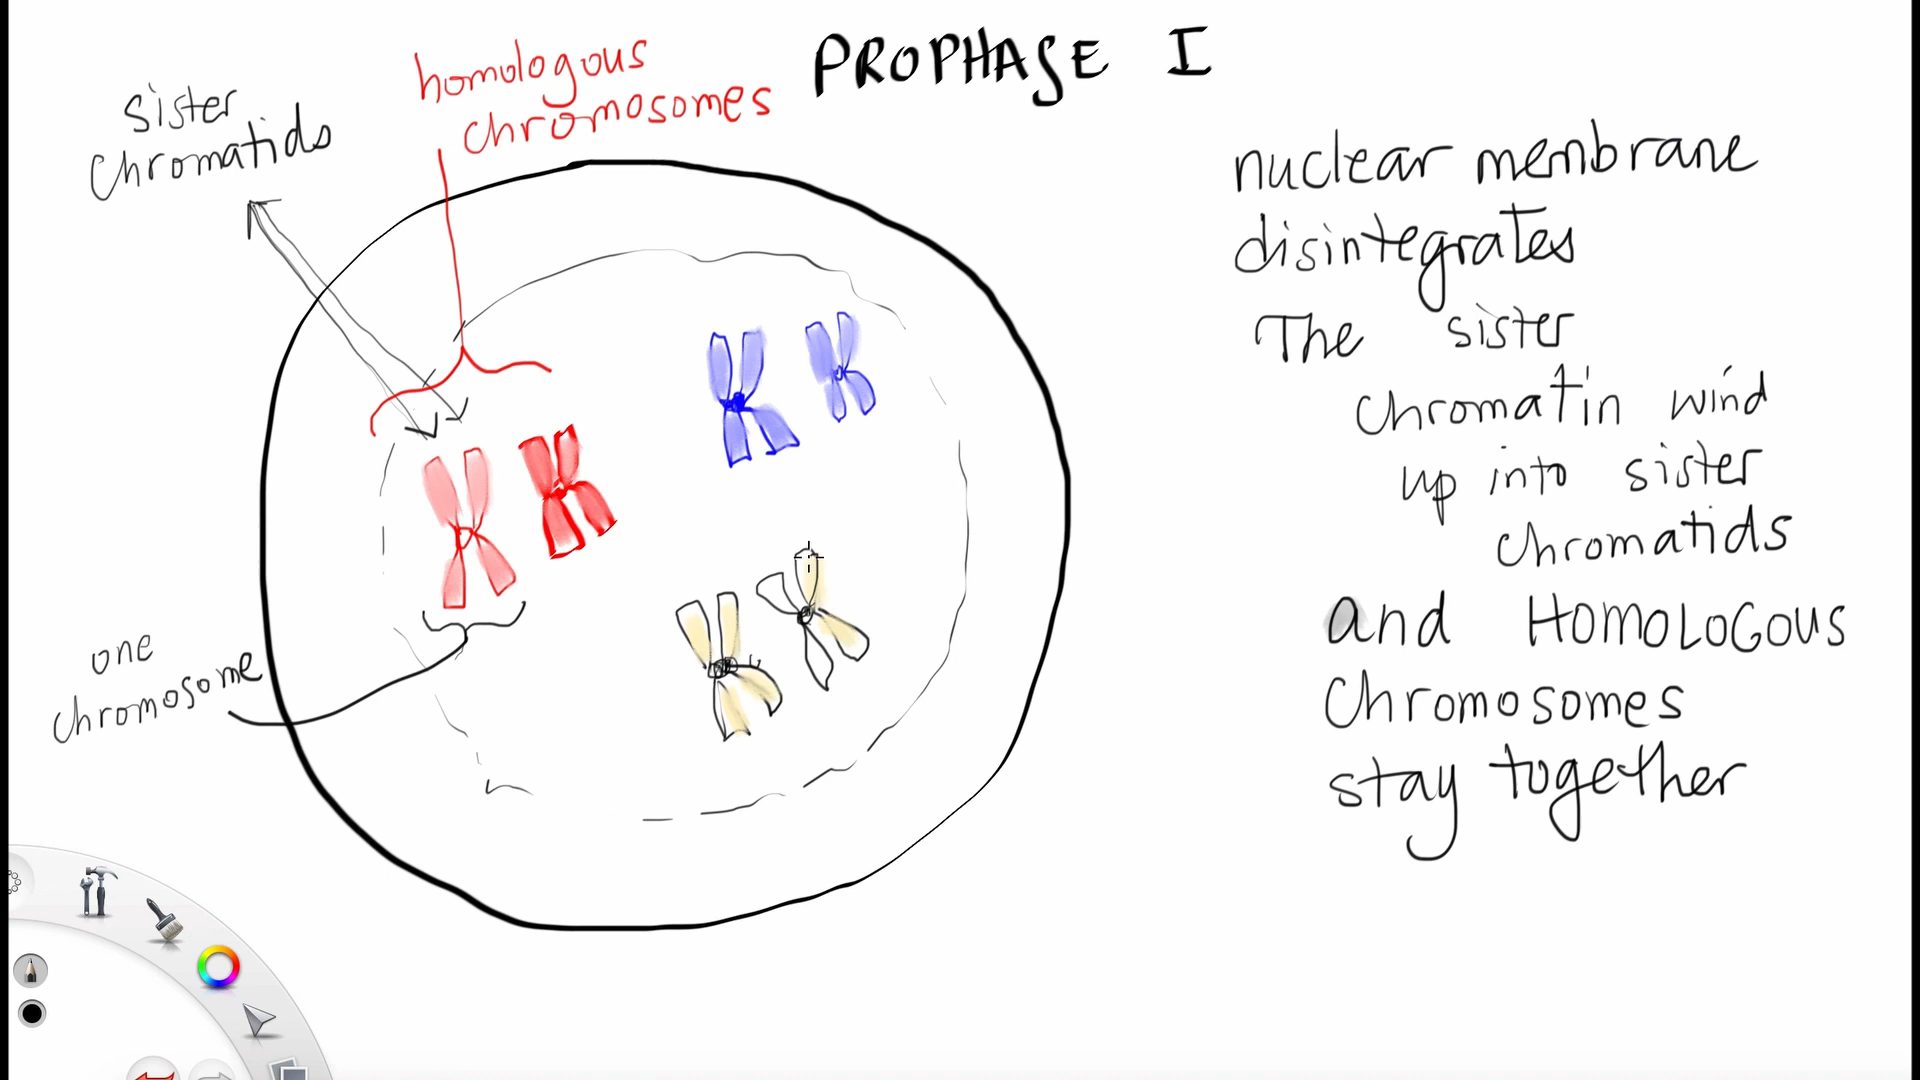 PROPHASE I
homologous
chromosomes
sister
chromatids
one
chromosome
nuclear membrane
disintegrates
The sister
chromatin wind
up into sister
chromatids
and HOMOLOGOUS
Chromosomes
stay together